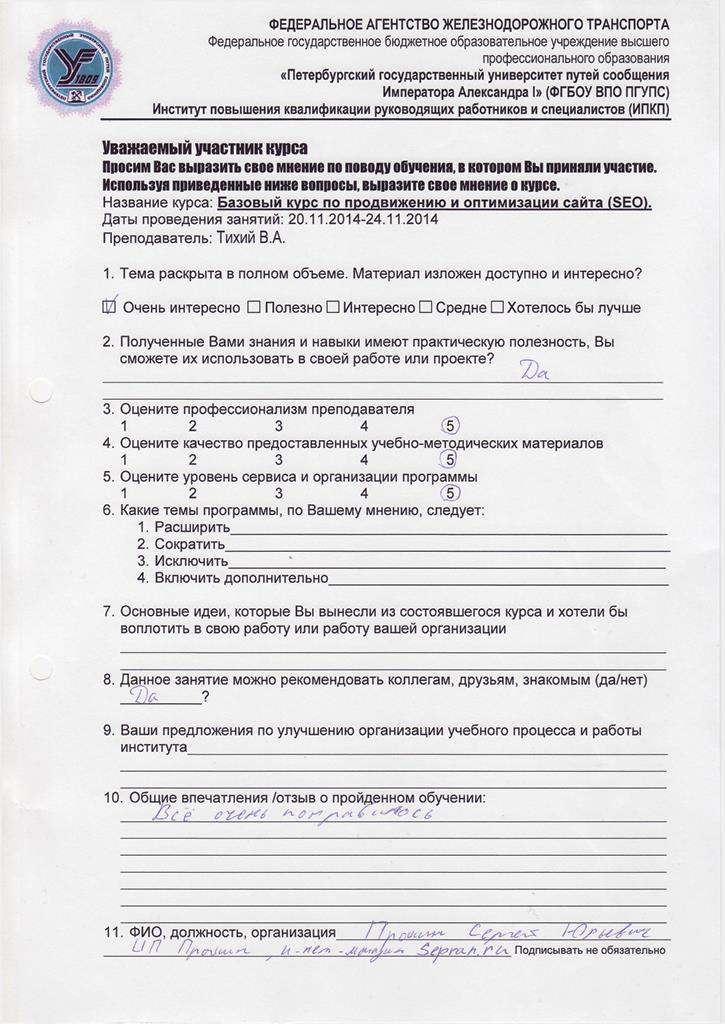 ФЕДЕРАЛЬНОЕ АГЕНТСТВО ЖЕЛЕЗНОДОРОЖНОГО ТРАНСПОРТА
Федеральное государственное бюджетное образовательное учреждение высшего
профессионального образования
«Петербургский государственный университет путей сообщения
Императора Александра I» (ФГБОУ ВПО ПГУПС)
Институт повышения квалификации руководящих работников и специалистов (ИПКП)
1809
Уважаемый участник курса
Просим Вас выразить свое мнение по поводу обучения, в котором Вы приняли участие.
Используя приведенные ниже вопросы, выразите свое мнение о курсе.
Название курса: Базовый курс по продвижению и оптимизации сайта (SEO).
Даты проведения занятий: 20.11.2014-24.11.2014
Преподаватель: Тихий В.А.
1. Тема раскрыта в полном объеме. Материал изложен доступно и интересно?
☑ Очень интересно ☐ Полезно ☐ Интересно ☐ Средне ☐ Хотелось бы лучше
2. Полученные Вами знания и навыки имеют практическую полезность, Вы
сможете их использовать в своей работе или проекте?
Да
3. Оцените профессионализм преподавателя
1 2 3 4 5
4. Оцените качество предоставленных учебно-методических материалов
1 2 3 4 5
5. Оцените уровень сервиса и организации программы
1 2 3 4 5
6. Какие темы программы, по Вашему мнению, следует:
1. Расширить
2. Сократить
3. Исключить
4. Включить дополнительно
7. Основные идеи, которые Вы вынесли из состоявшегося курса и хотели бы
воплотить в свою работу или работу вашей организации
8. Данное занятие можно рекомендовать коллегам, друзьям, знакомым (да/нет)
Да ?
9. Ваши предложения по улучшению организации учебного процесса и работы
института
10. Общие впечатления /отзыв о пройденном обучении:
Всё очень понравилось
11. ФИО, должность, организация Сергей Юрьевич
ИП , и-нет-магазин Sepran.ru Подписывать не обязательно